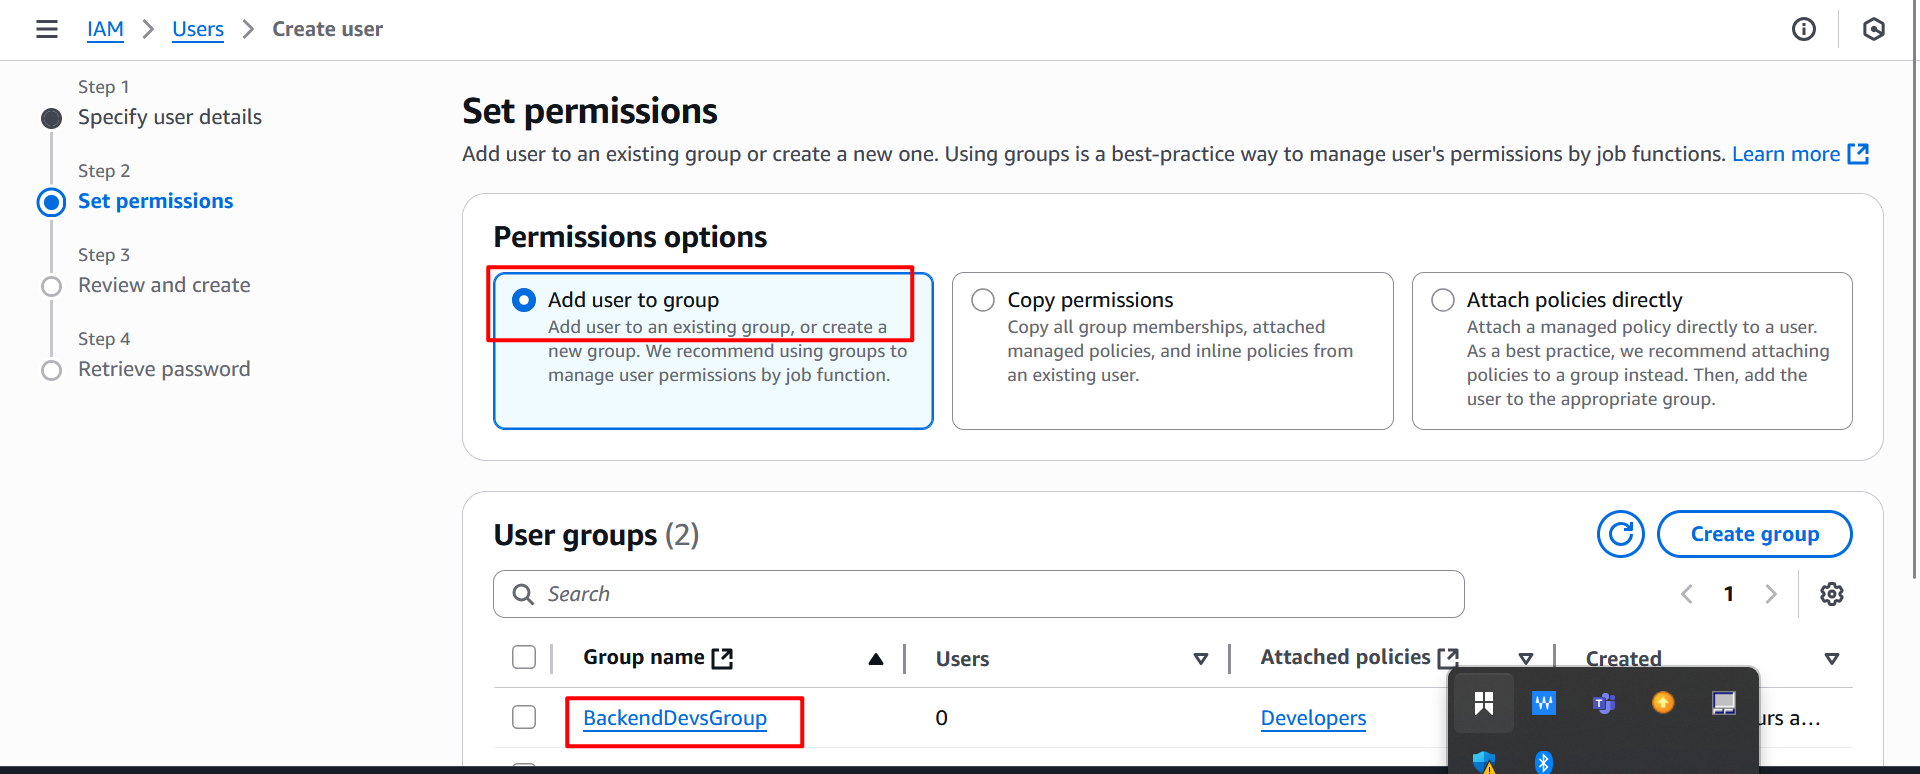 IAM > Users > Create user
Step 1
Specify user details
Step 2
Set permissions
Step 3
Review and create
Step 4
Retrieve password
Set permissions
Add user to an existing group or create a new one. Using groups is a best-practice way to manage user's permissions by job functions. Learn more
Permissions options
Add user to group
Add user to an existing group, or create a
new group. We recommend using groups to
manage user permissions by job function.
Copy permissions
Copy all group memberships, attached
managed policies, and inline policies from
an existing user.
Attach policies directly
Attach a managed policy directly to a user.
As a best practice, we recommend attaching
policies to a group instead. Then, add the
user to the appropriate group.
User groups (2)
Create group
Search
1
Group name Users Attached policies Created
BackendDevsGroup 0 Developers